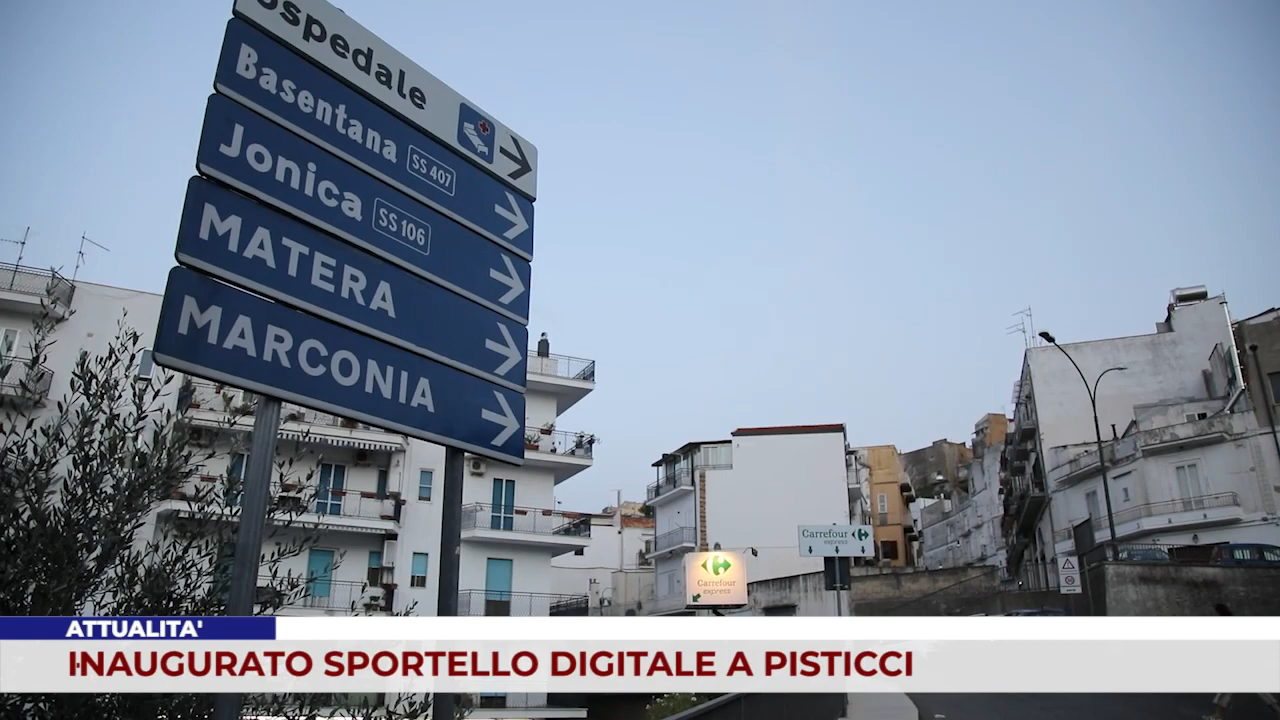 Ospedale
Basentana SS 407
Jonica SS 106
MATERA
MARCONIA
Carrefour
express
Carrefour
express
ATTUALITA'
INAUGURATO SPORTELLO DIGITALE A PISTICCI